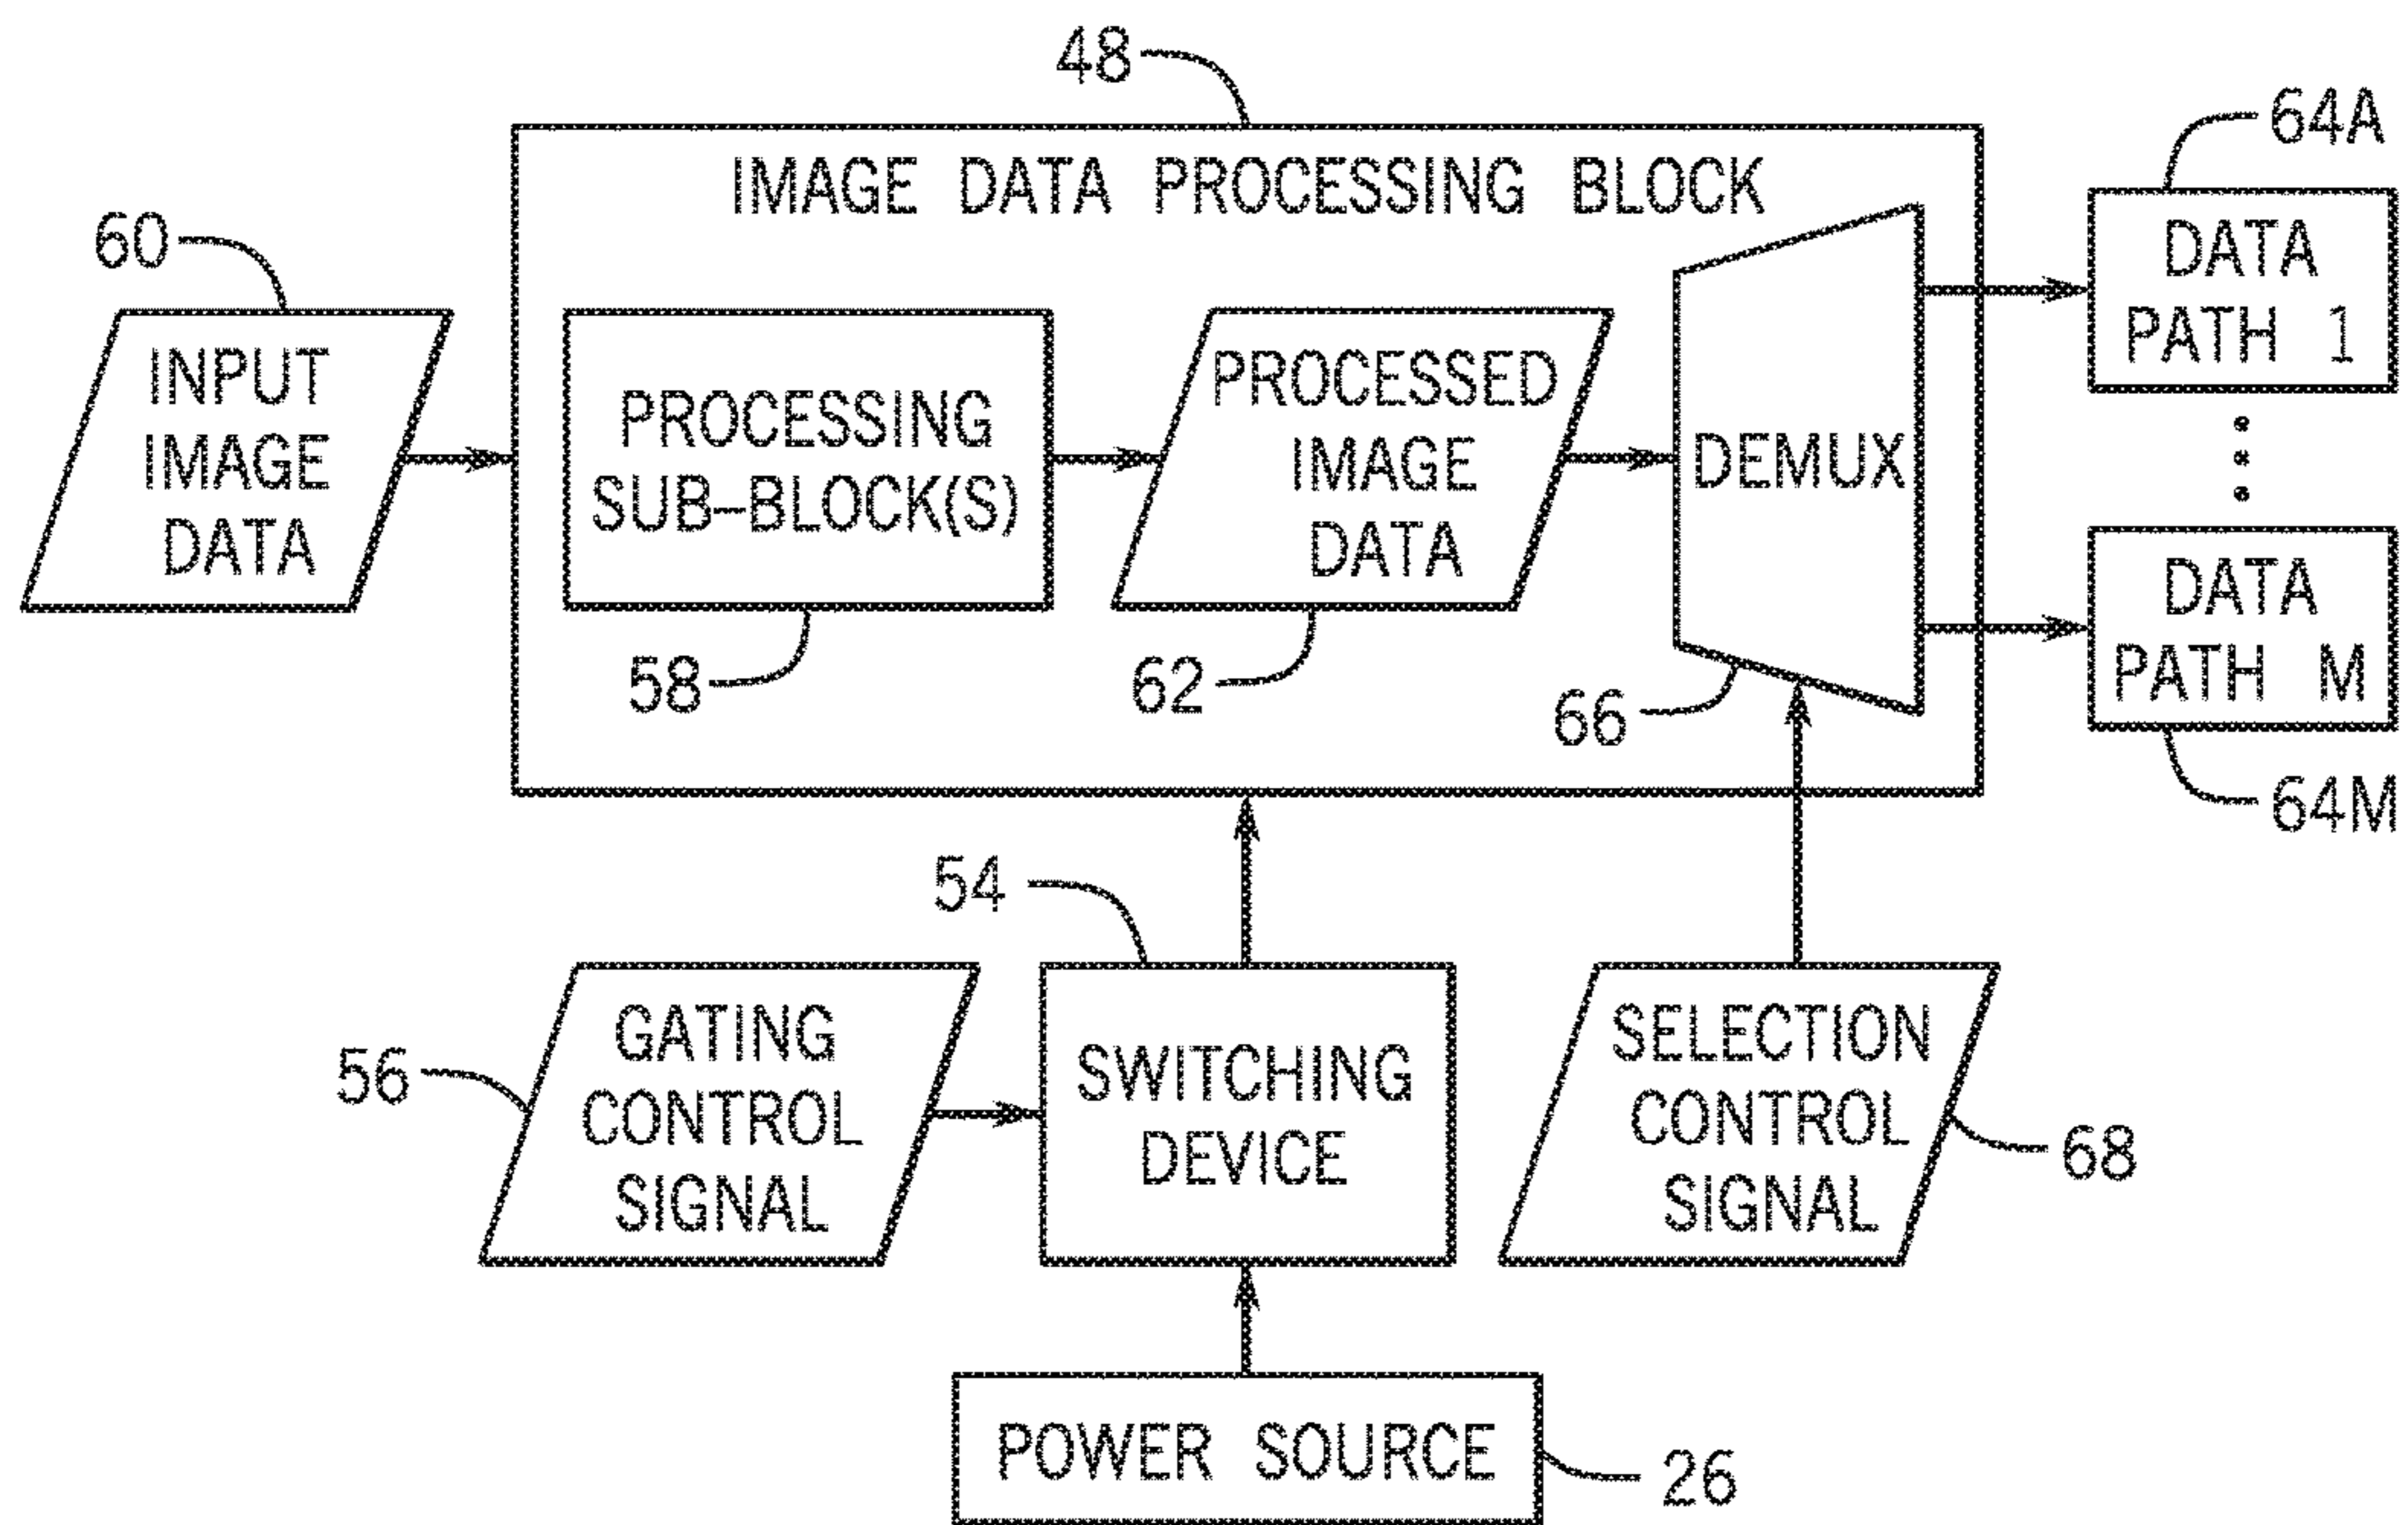 48
64A
IMAGE DATA PROCESSING BLOCK
60
DATA
PATH 1
INPUT
IMAGE
DATA
PROCESSING
SUB-BLOCK(S)
PROCESSED
IMAGE
DATA
DEMUX
DATA
PATH M
58
62
66
64M
54
GATING
CONTROL
SIGNAL
56
SWITCHING
DEVICE
SELECTION
CONTROL
SIGNAL
68
POWER SOURCE
26